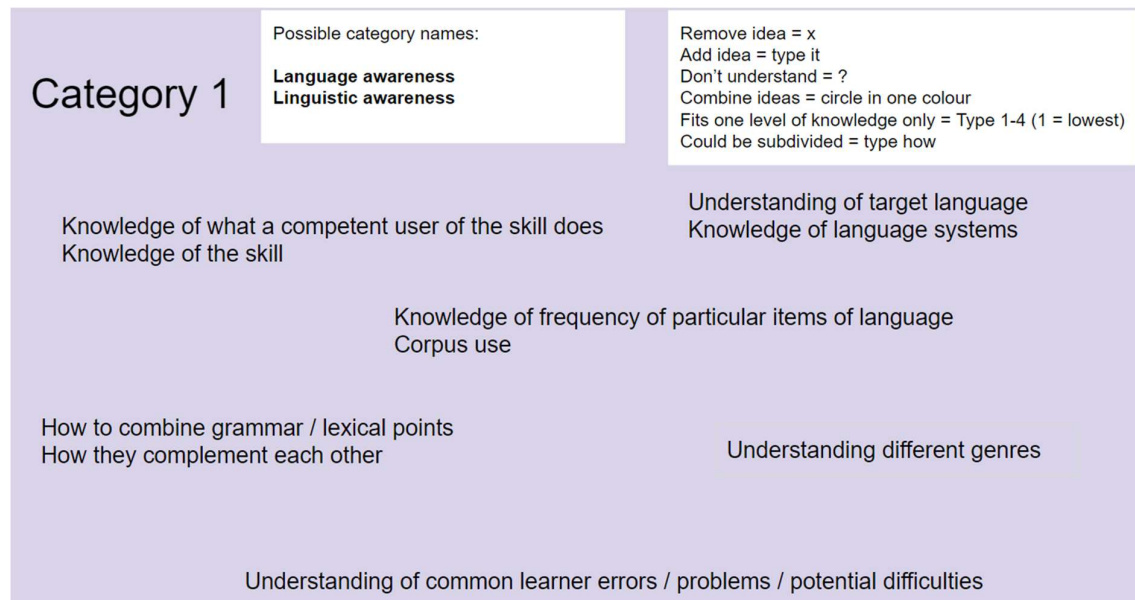 Category 1
Possible category names:
Language awareness
Linguistic awareness
Remove idea = x
Add idea = type it
Don't understand = ?
Combine ideas = circle in one colour
Fits one level of knowledge only = Type 1-4 (1 = lowest)
Could be subdivided = type how
Knowledge of what a competent user of the skill does
Knowledge of the skill
Understanding of target language
Knowledge of language systems
Knowledge of frequency of particular items of language
Corpus use
How to combine grammar / lexical points
How they complement each other
Understanding different genres
Understanding of common learner errors / problems / potential difficulties